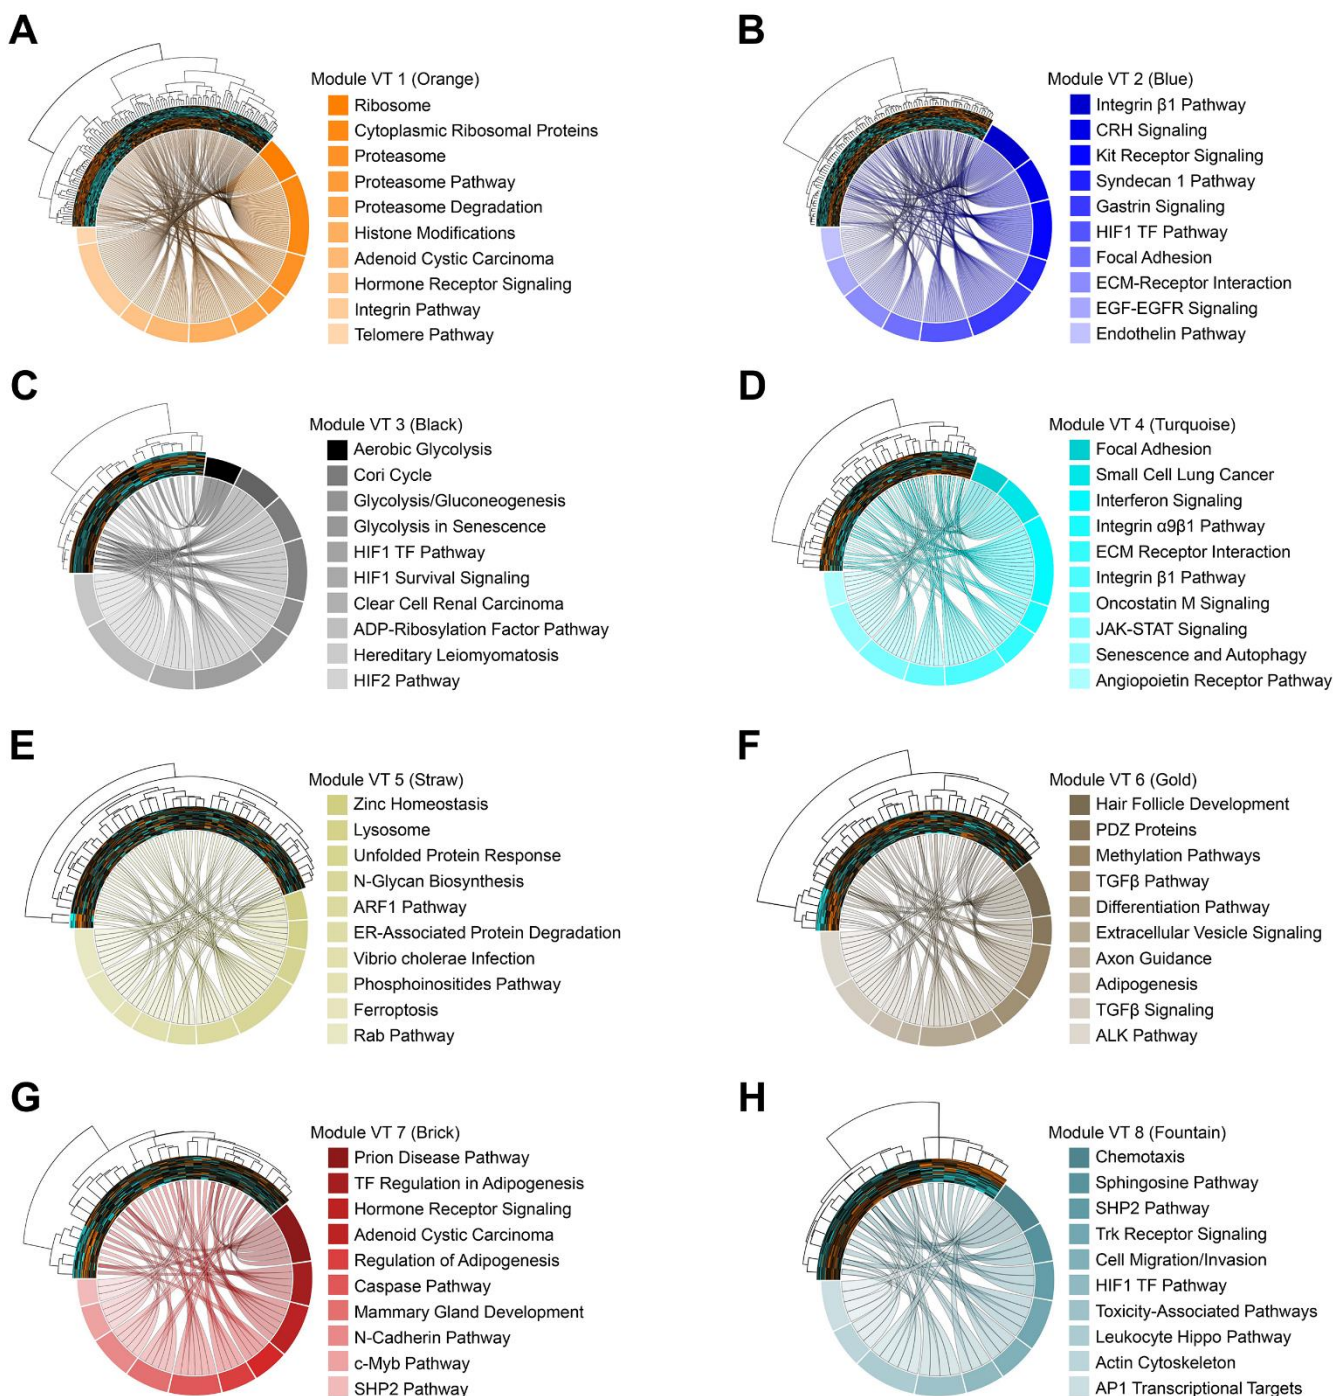 A
Module VT 1 (Orange)
Ribosome
Cytoplasmic Ribosomal Proteins
Proteasome
Proteasome Pathway
Proteasome Degradation
Histone Modifications
Adenoid Cystic Carcinoma
Hormone Receptor Signaling
Integrin Pathway
Telomere Pathway
B
Module VT 2 (Blue)
Integrin β1 Pathway
CRH Signaling
Kit Receptor Signaling
Syndecan 1 Pathway
Gastrin Signaling
HIF1 TF Pathway
Focal Adhesion
ECM-Receptor Interaction
EGF-EGFR Signaling
Endothelin Pathway
C
Module VT 3 (Black)
Aerobic Glycolysis
Cori Cycle
Glycolysis/Gluconeogenesis
Glycolysis in Senescence
HIF1 TF Pathway
HIF1 Survival Signaling
Clear Cell Renal Carcinoma
ADP-Ribosylation Factor Pathway
Hereditary Leiomyomatosis
HIF2 Pathway
D
Module VT 4 (Turquoise)
Focal Adhesion
Small Cell Lung Cancer
Interferon Signaling
Integrin α9β1 Pathway
ECM Receptor Interaction
Integrin β1 Pathway
Oncostatin M Signaling
JAK-STAT Signaling
Senescence and Autophagy
Angiopoietin Receptor Pathway
E
Module VT 5 (Straw)
Zinc Homeostasis
Lysosome
Unfolded Protein Response
N-Glycan Biosynthesis
ARF1 Pathway
ER-Associated Protein Degradation
Vibrio cholerae Infection
Phosphoinositides Pathway
Ferroptosis
Rab Pathway
F
Module VT 6 (Gold)
Hair Follicle Development
PDZ Proteins
Methylation Pathways
TGFβ Pathway
Differentiation Pathway
Extracellular Vesicle Signaling
Axon Guidance
Adipogenesis
TGFβ Signaling
ALK Pathway
G
Module VT 7 (Brick)
Prion Disease Pathway
TF Regulation in Adipogenesis
Hormone Receptor Signaling
Adenoid Cystic Carcinoma
Regulation of Adipogenesis
Caspase Pathway
Mammary Gland Development
N-Cadherin Pathway
c-Myb Pathway
SHP2 Pathway
H
Module VT 8 (Fountain)
Chemotaxis
Sphingosine Pathway
SHP2 Pathway
Trk Receptor Signaling
Cell Migration/Invasion
HIF1 TF Pathway
Toxicity-Associated Pathways
Leukocyte Hippo Pathway
Actin Cytoskeleton
AP1 Transcriptional Targets